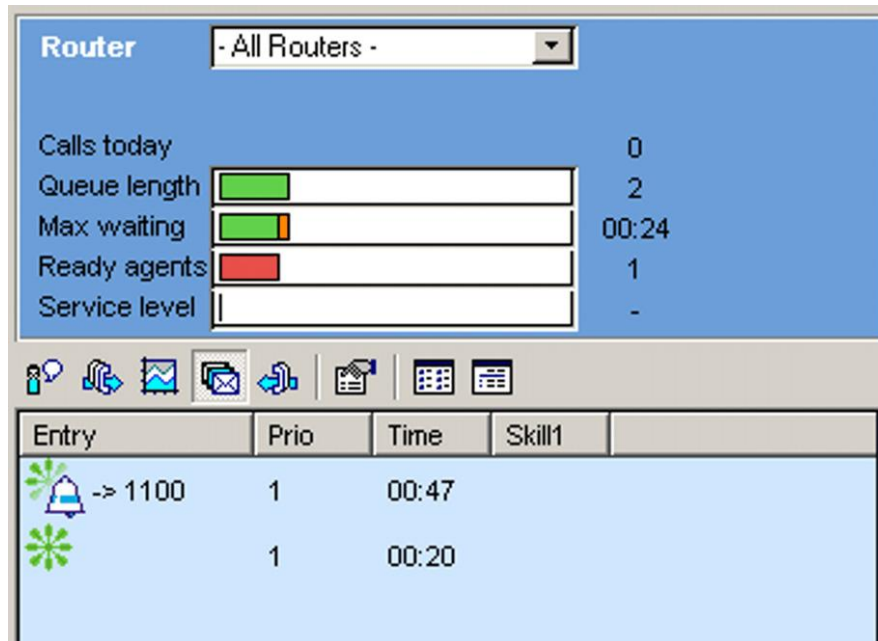 Router - All Routers -
Calls today 0
Queue length 2
Max waiting 00:24
Ready agents 1
Service level -
Entry Prio Time Skill1
-> 1100 1 00:47
1 00:20